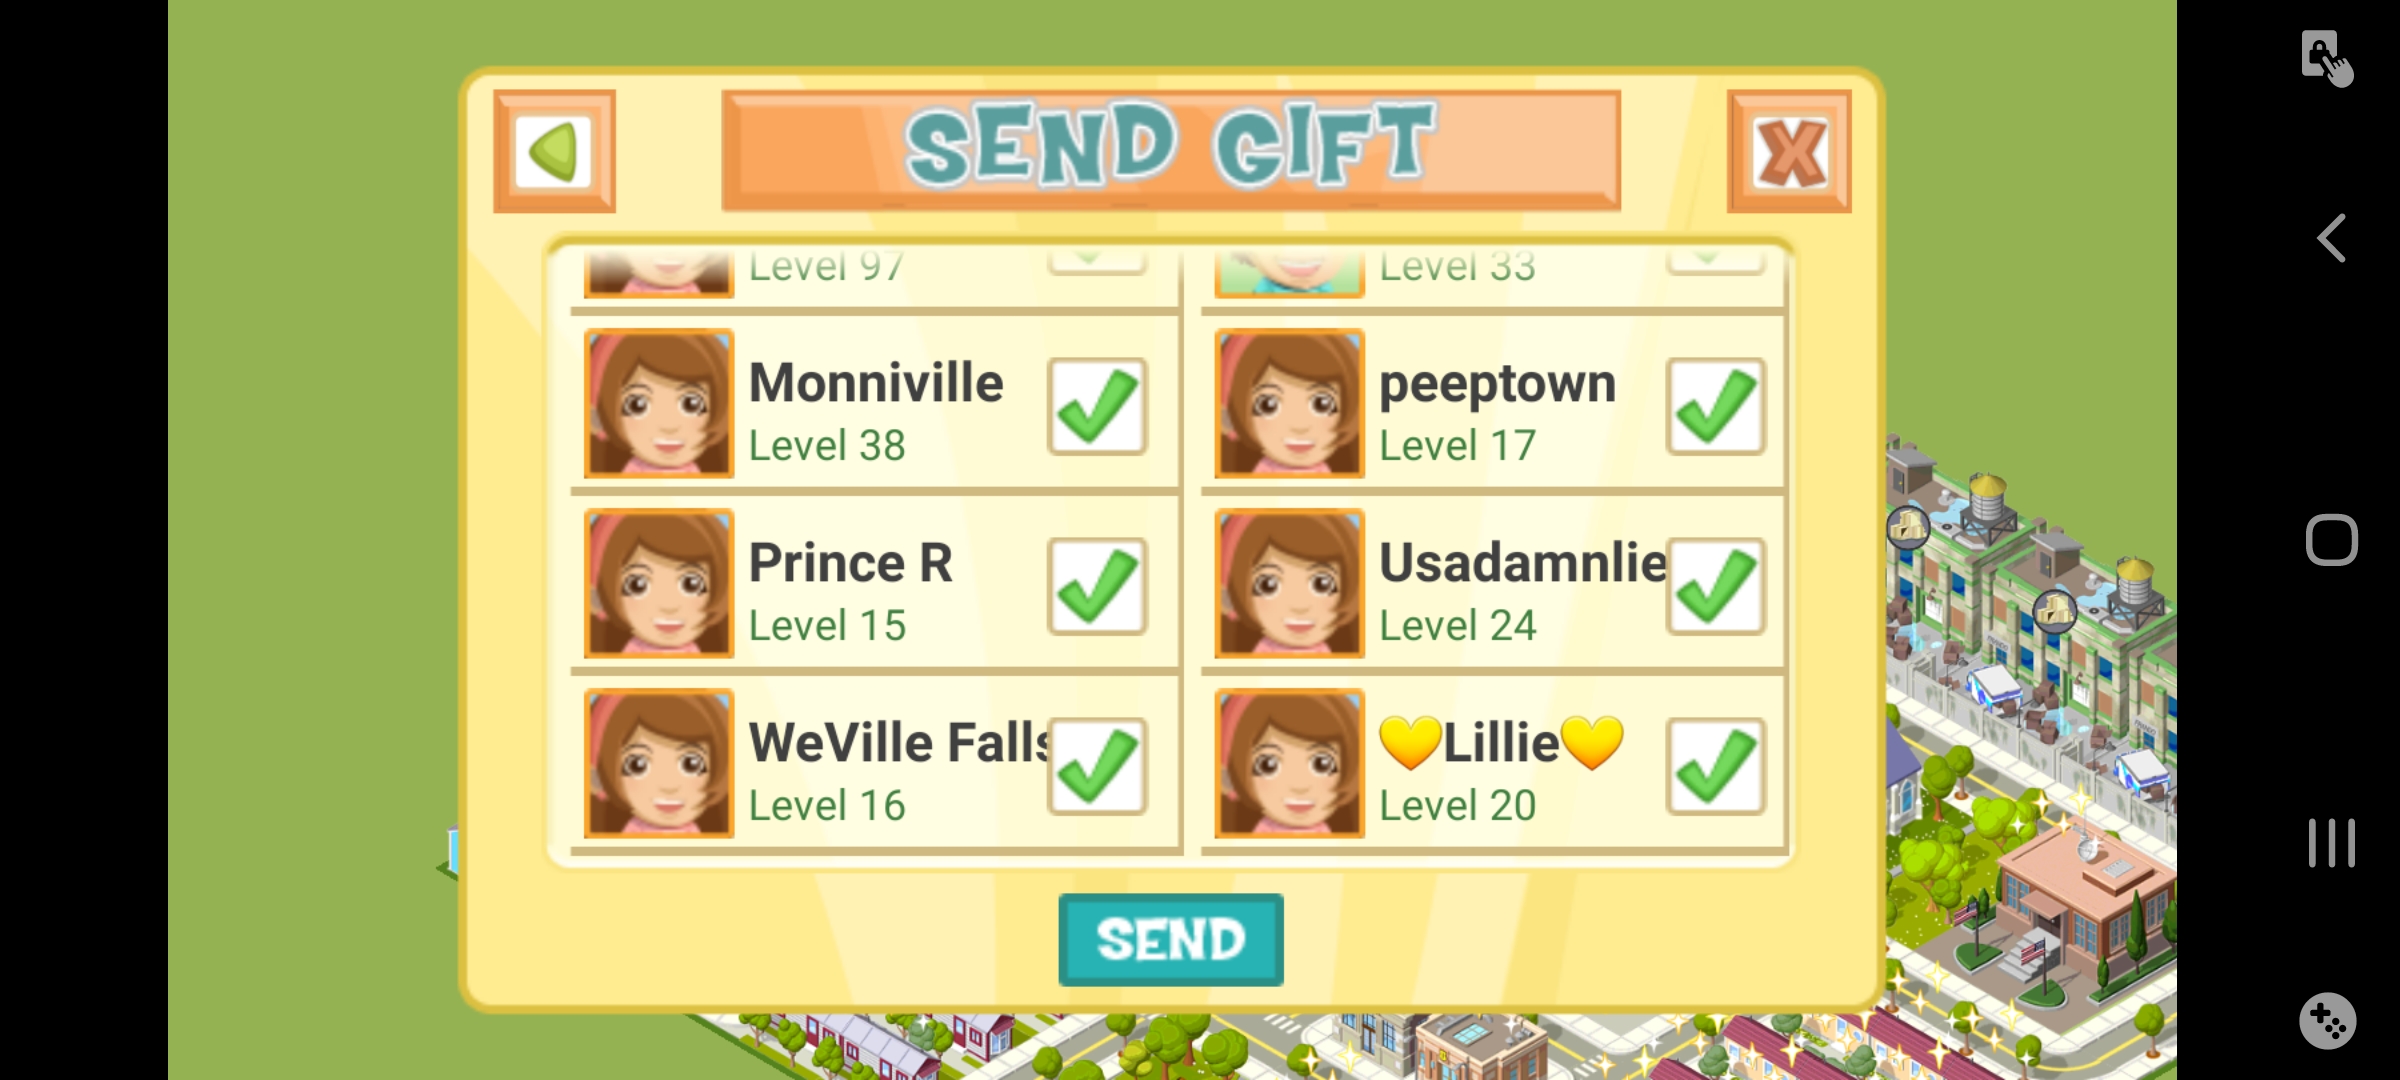 SEND GIFT
Level 97
Level 33
Monniville
Level 38
peeptown
Level 17
Prince R
Level 15
Usadamnlie
Level 24
WeVille Falls
Level 16
💛Lillie💛
Level 20
SEND